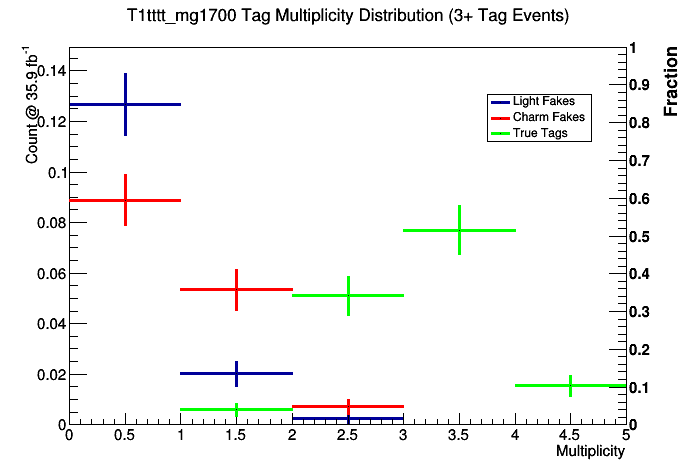 T1tttt_mg1700 Tag Multiplicity Distribution (3+ Tag Events)
Count @ 35.9 fb-1
0.14
0.12
0.1
0.08
0.06
0.04
0.02
0
Light Fakes
Charm Fakes
True Tags
Fraction
1
0.9
0.8
0.7
0.6
0.5
0.4
0.3
0.2
0.1
0
0 0.5 1 1.5 2 2.5 3 3.5 4 4.5 5
Multiplicity